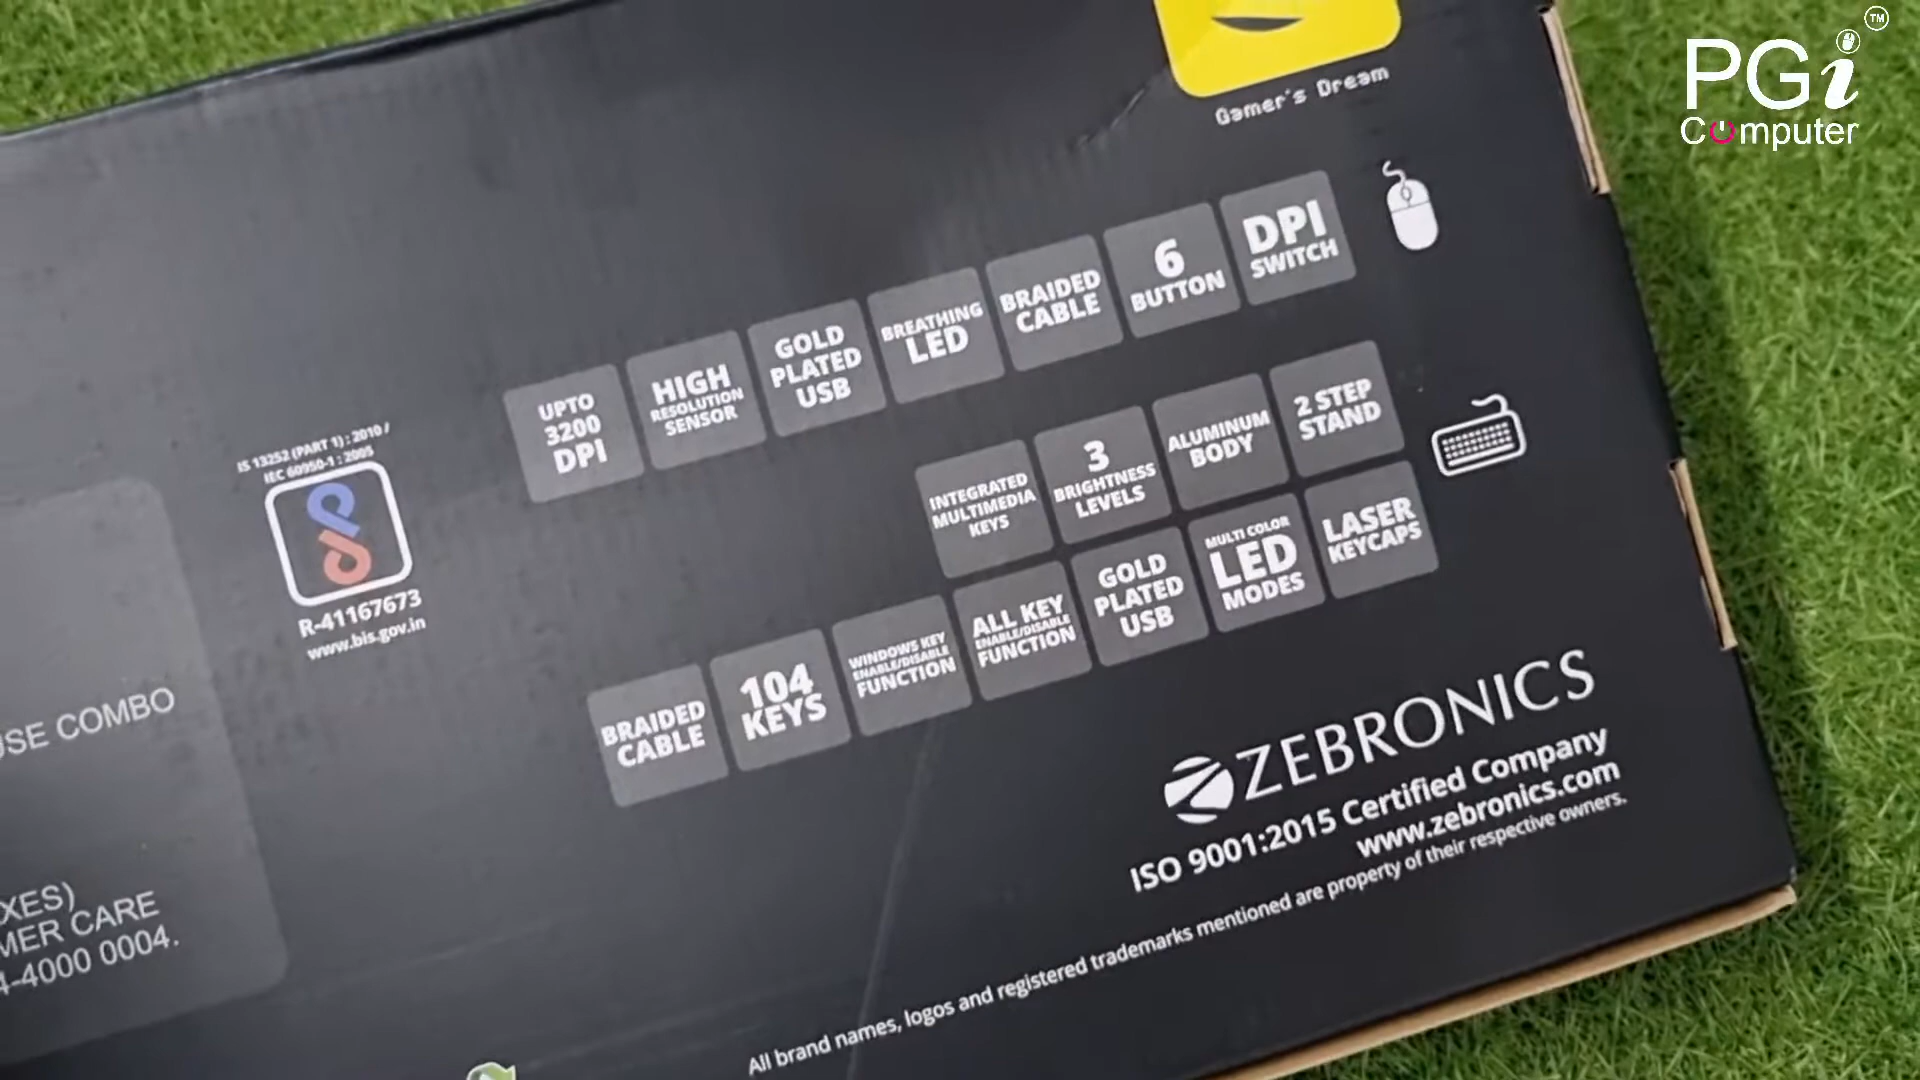 PGi
Computer
TM
Gamer's Dream
UPTO
3200
DPI
HIGH
RESOLUTION
SENSOR
GOLD
PLATED
USB
BREATHING
LED
BRAIDED
CABLE
6
BUTTON
DPI
SWITCH
INTEGRATED
MULTIMEDIA
KEYS
3
BRIGHTNESS
LEVELS
ALUMINUM
BODY
2 STEP
STAND
BRAIDED
CABLE
104
KEYS
WINDOWS KEY
ENABLE/DISABLE
FUNCTION
ALL KEY
ENABLE/DISABLE
FUNCTION
GOLD
PLATED
USB
MULTI COLOR
LED
MODES
LASER
KEYCAPS
IS 13252 (PART 1) : 2010 /
IEC 60950-1 : 2005
R-41167673
www.bis.gov.in
USE COMBO
XES)
MER CARE
4-4000 0004.
ZEBRONICS
ISO 9001:2015 Certified Company
www.zebronics.com
All brand names, logos and registered trademarks mentioned are property of their respective owners.